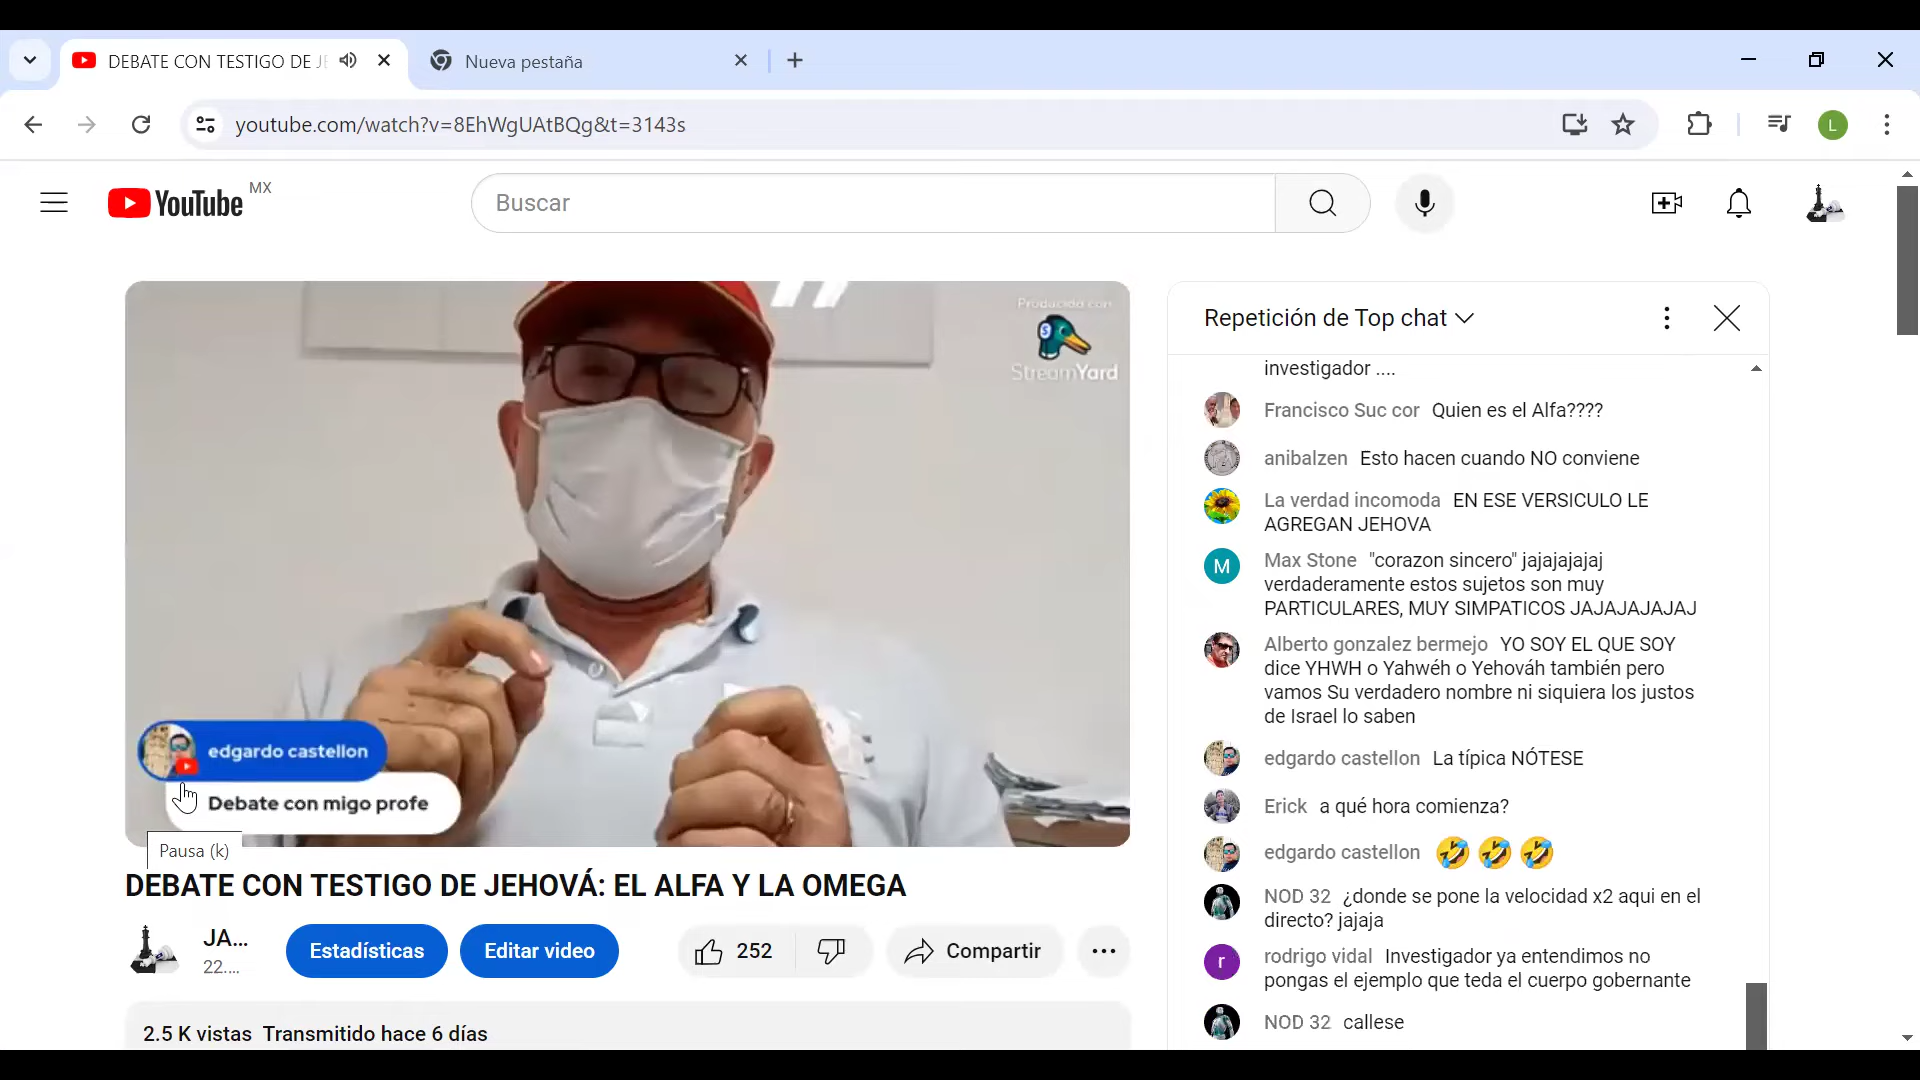 DEBATE CON TESTIGO DE JE
Nueva pestaña
youtube.com/watch?v=8EhWgUAtBQg&t=3143s
L
YouTube MX
Buscar
Producido con
StreamYard
edgardo castellon
Debate con migo profe
Pausa (k)
DEBATE CON TESTIGO DE JEHOVÁ: EL ALFA Y LA OMEGA
JA...
22....
Estadísticas
Editar video
252
Compartir
2.5 K vistas Transmitido hace 6 días
Repetición de Top chat
investigador ....
Francisco Suc cor Quien es el Alfa????
anibalzen Esto hacen cuando NO conviene
La verdad incomoda EN ESE VERSICULO LE
AGREGAN JEHOVA
M
Max Stone "corazon sincero" jajajajajaj
verdaderamente estos sujetos son muy
PARTICULARES, MUY SIMPATICOS JAJAJAJAJAJ
Alberto gonzalez bermejo YO SOY EL QUE SOY
dice YHWH o Yahwéh o Yehováh también pero
vamos Su verdadero nombre ni siquiera los justos
de Israel lo saben
edgardo castellon La típica NÓTESE
Erick a qué hora comienza?
edgardo castellon 🤣🤣🤣
NOD 32 ¿donde se pone la velocidad x2 aqui en el
directo? jajaja
r
rodrigo vidal Investigador ya entendimos no
pongas el ejemplo que teda el cuerpo gobernante
NOD 32 callese